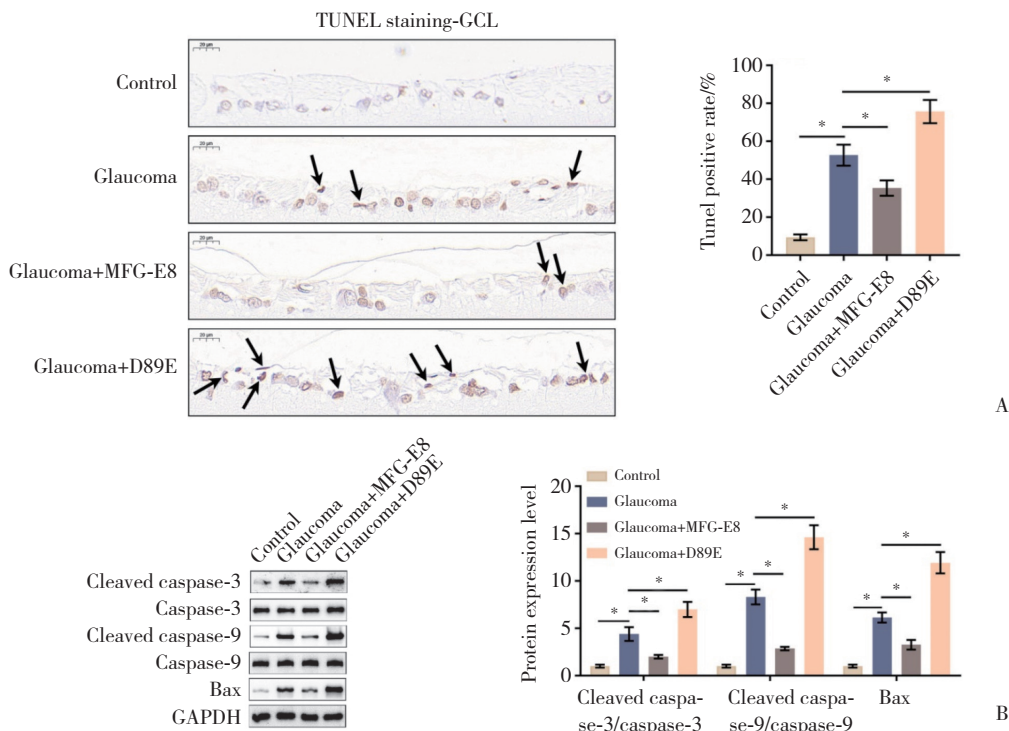 TUNEL staining-GCL
Control
20 μm
Glaucoma
20 μm
Glaucoma+MFG-E8
20 μm
Glaucoma+D89E
20 μm
Tunel positive rate/%
100
80
60
40
20
0
*
*
*
Control
Glaucoma
Glaucoma+MFG-E8
Glaucoma+D89E
A
Control
Glaucoma
Glaucoma+MFG-E8
Glaucoma+D89E
Cleaved caspase-3
Caspase-3
Cleaved caspase-9
Caspase-9
Bax
GAPDH
Protein expression level
20
15
10
5
0
Control
Glaucoma
Glaucoma+MFG-E8
Glaucoma+D89E
*
*
*
*
*
*
*
*
*
Cleaved caspa-
se-3/caspase-3
Cleaved caspa-
se-9/caspase-9
Bax
B